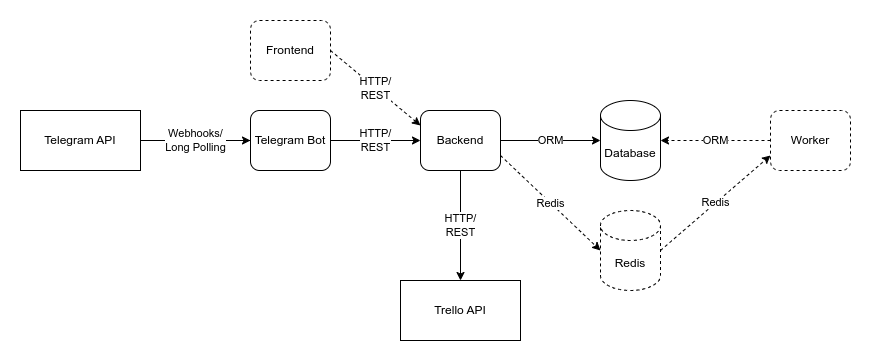 Frontend
HTTP/
REST
Telegram API
Webhooks/
Long Polling
Telegram Bot
HTTP/
REST
Backend
ORM
Database
ORM
Worker
Redis
Redis
Redis
HTTP/
REST
Trello API